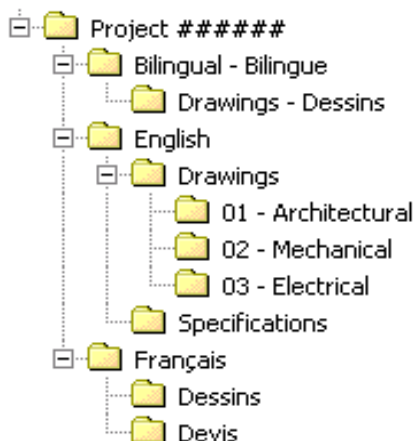 Project ######
Bilingual - Bilingue
Drawings - Dessins
English
Drawings
01 - Architectural
02 - Mechanical
03 - Electrical
Specifications
Français
Dessins
Devis